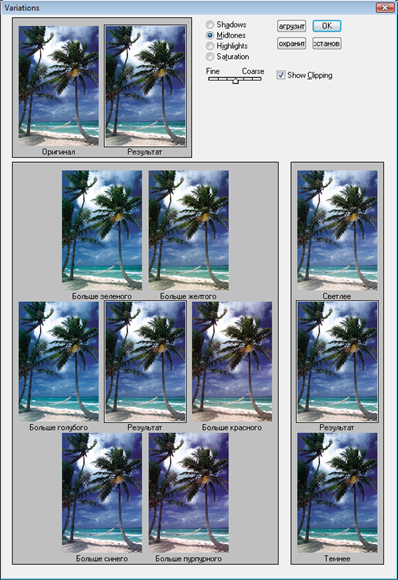 Variations
Shadows
Midtones
Highlights
Saturation
Fine Coarse
Show Clipping
агрузит OK
охранит останов
Оригинал Результат
Больше зеленого Больше желтого
Светлее
Больше голубого Результат Больше красного
Результат
Больше синего Больше пурпурного
Темнее